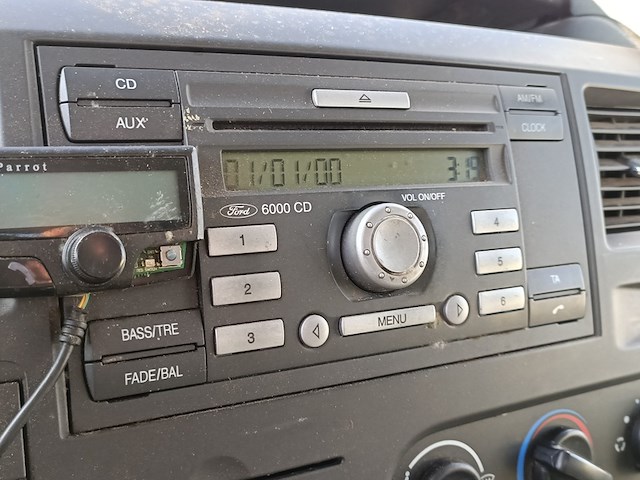 CD
AUX
AM/FM
CLOCK
Parrot
01/01/00 3:19
Ford 6000 CD
VOL ON/OFF
1
2
3
4
5
6
MENU
TA
BASS/TRE
FADE/BAL